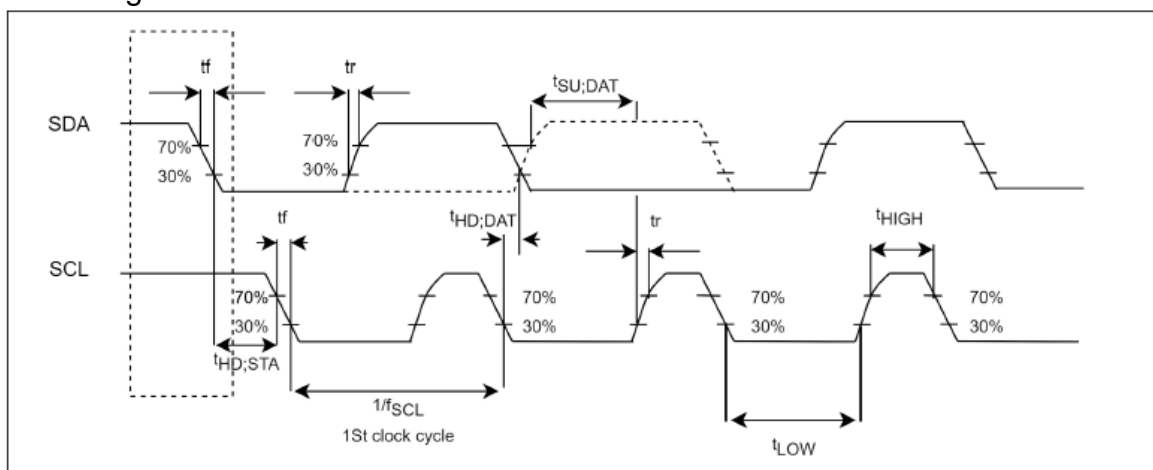 tf
tr
tSU;DAT
SDA
70%
30%
70%
30%
tf
tHD;DAT
tr
tHIGH
SCL
70%
30%
70%
30%
70%
30%
70%
30%
tHD;STA
1/fSCL
1St clock cycle
tLOW